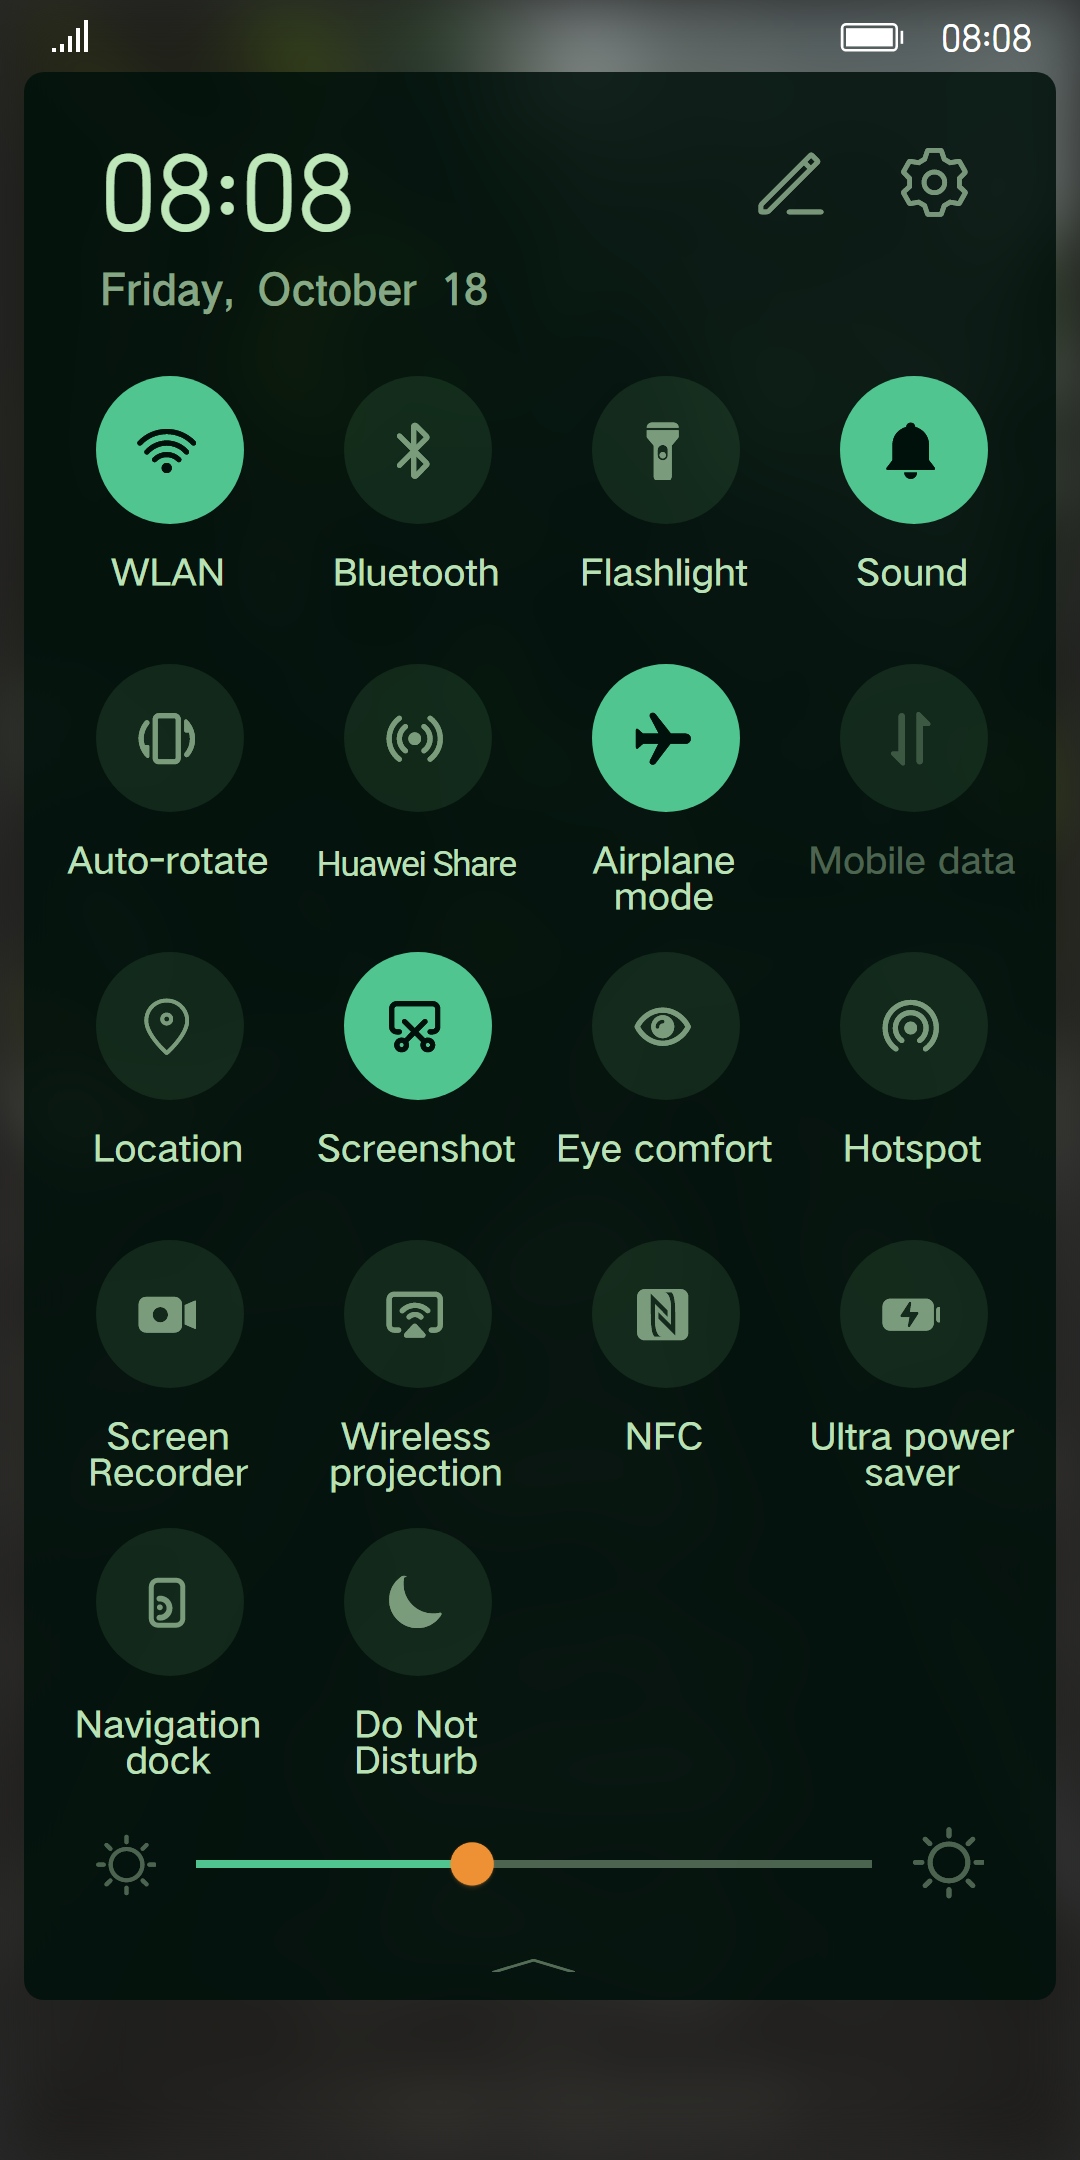 08:08
08:08
Friday, October 18
WLAN
Bluetooth
Flashlight
Sound
Auto-rotate
Huawei Share
Airplane
mode
Mobile data
Location
Screenshot
Eye comfort
Hotspot
Screen
Recorder
Wireless
projection
NFC
Ultra power
saver
Navigation
dock
Do Not
Disturb